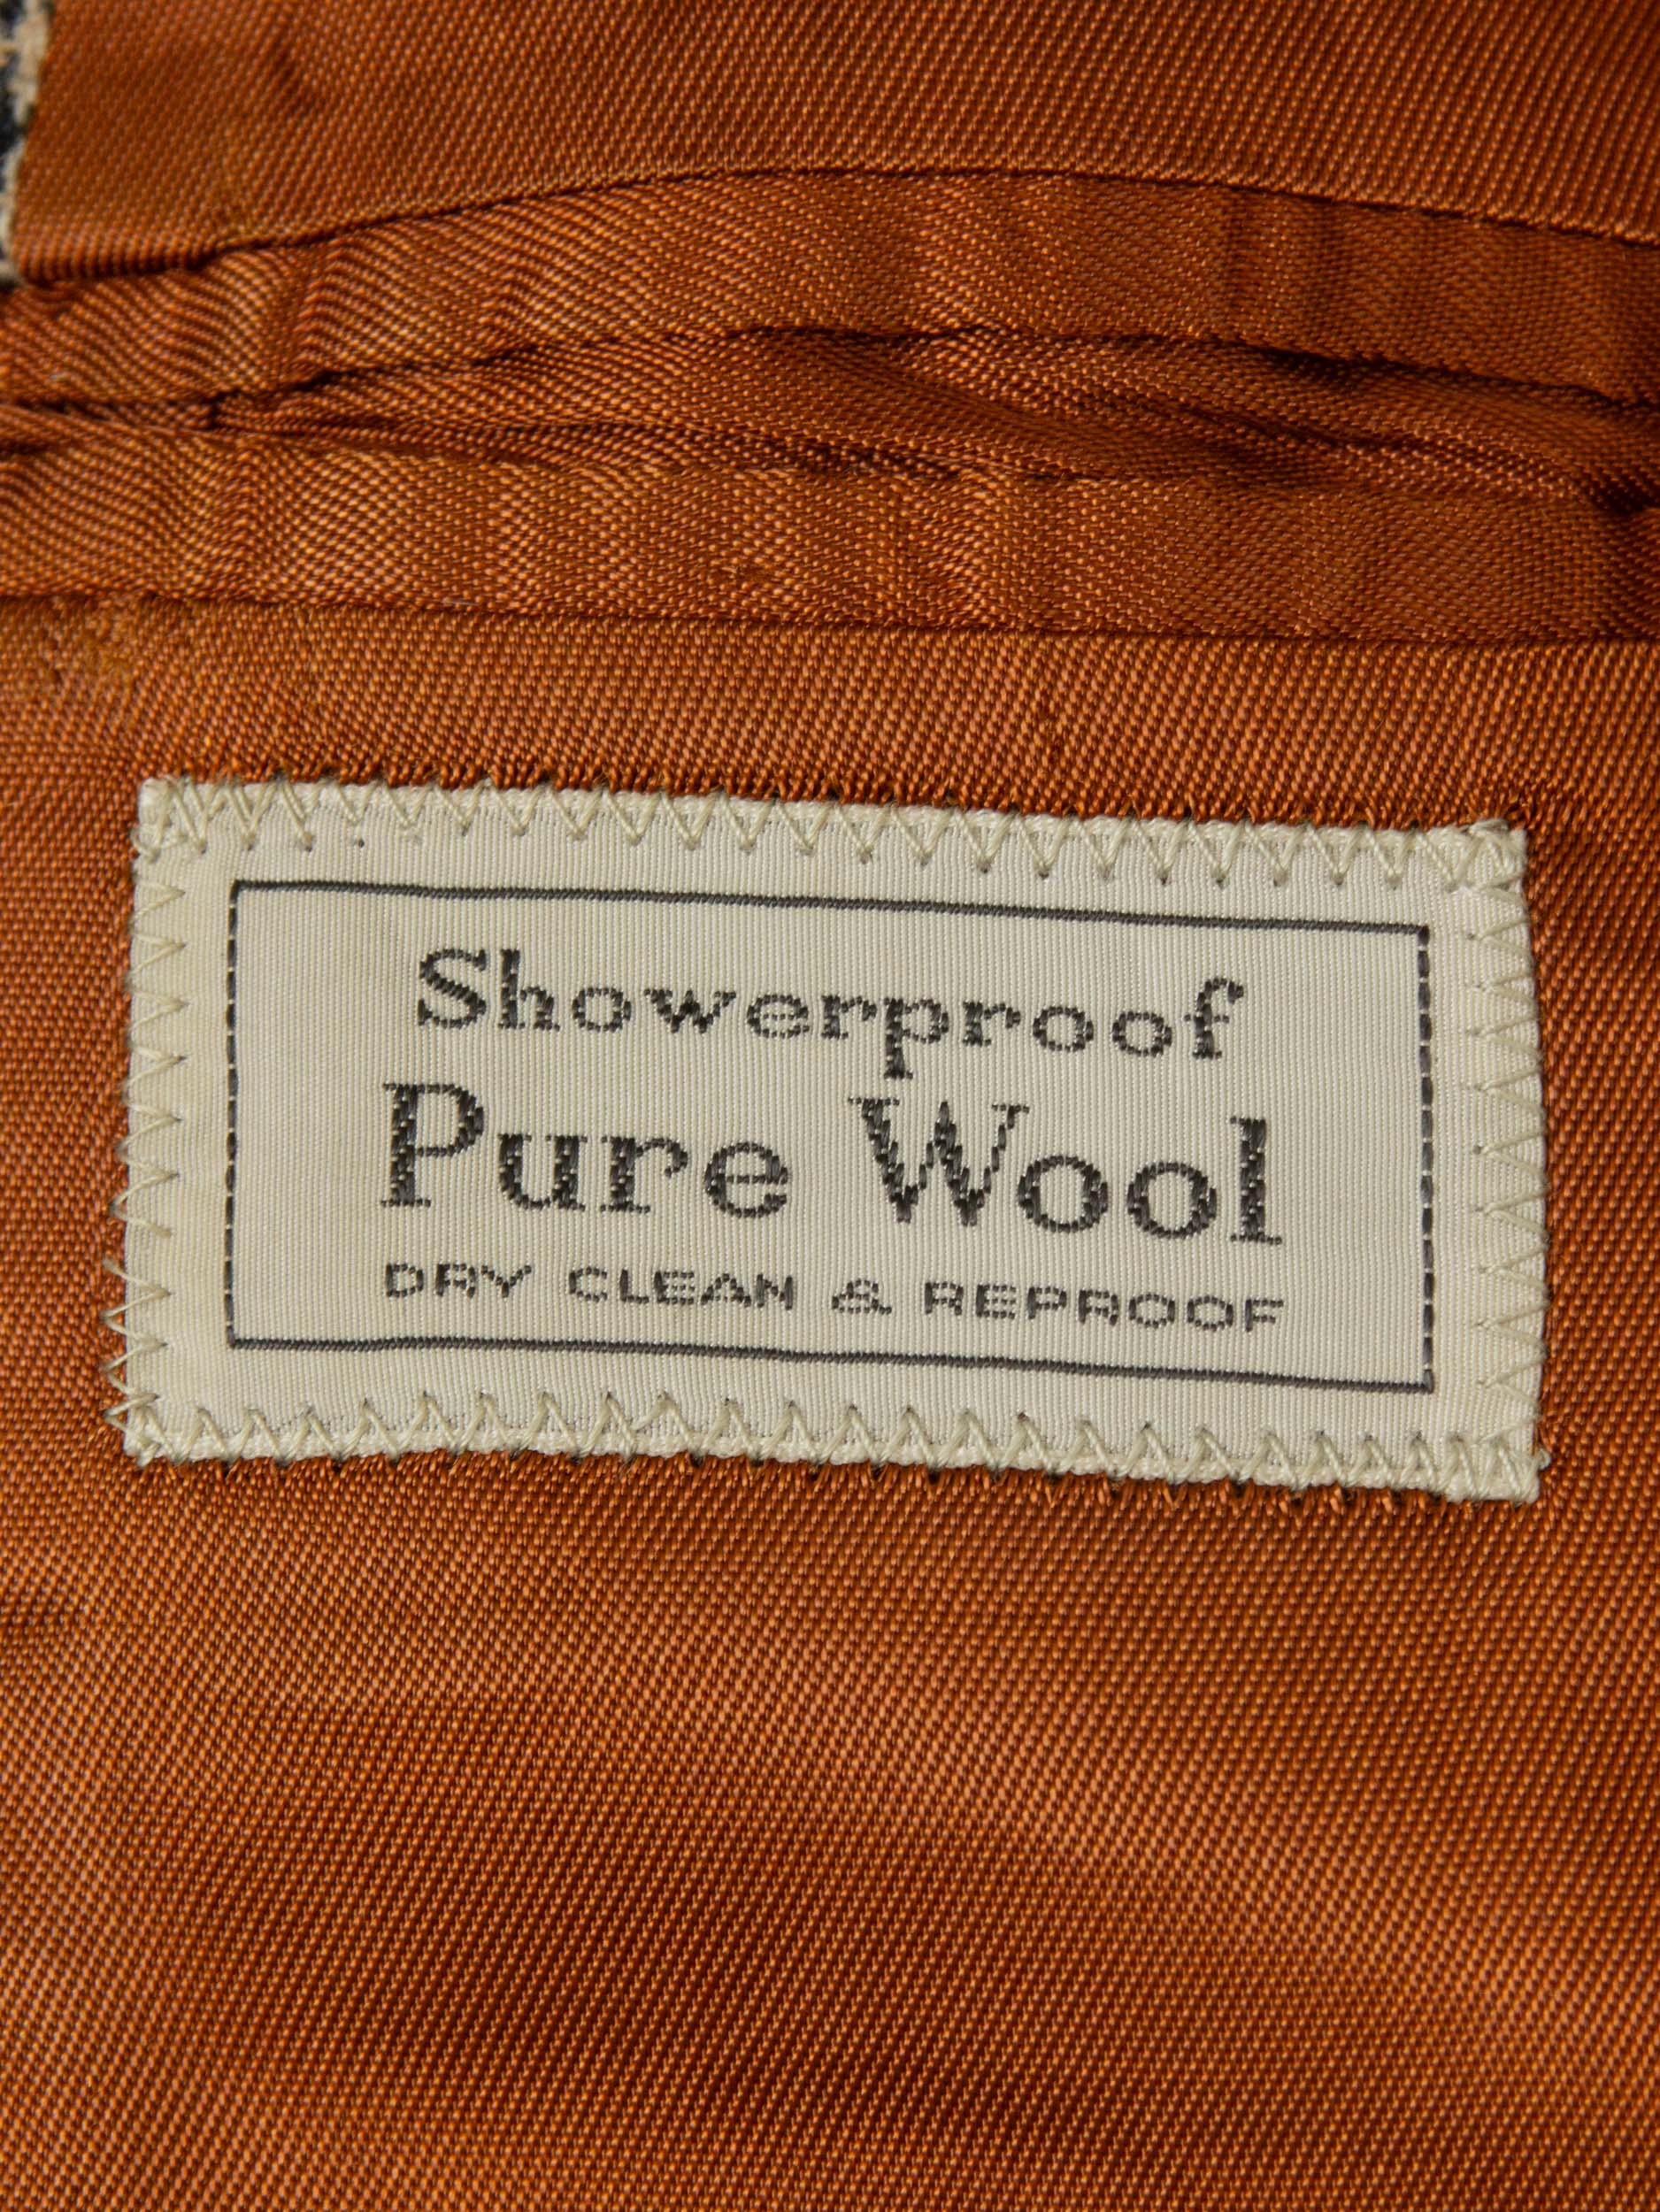 Showerproof
Pure Wool
DRY CLEAN & REPROOF